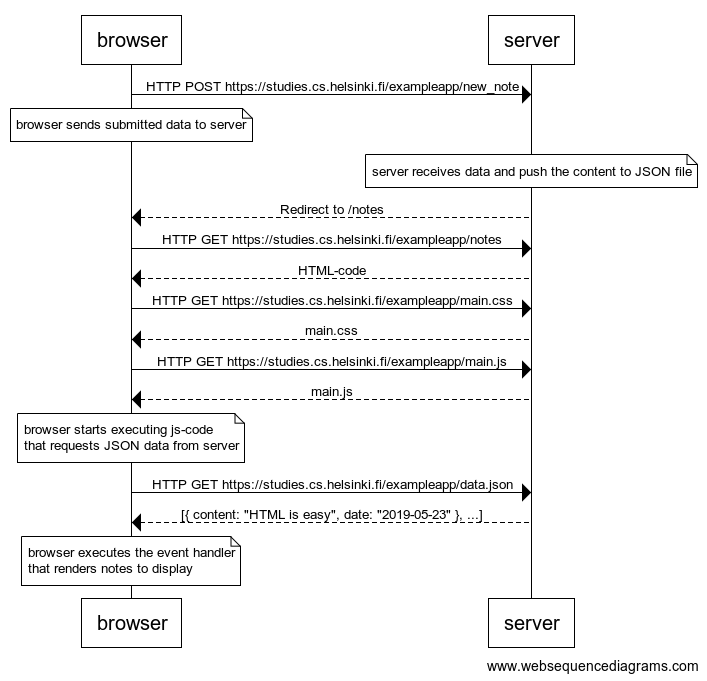 browser
server
HTTP POST https://studies.cs.helsinki.fi/exampleapp/new_note
browser sends submitted data to server
server receives data and push the content to JSON file
Redirect to /notes
HTTP GET https://studies.cs.helsinki.fi/exampleapp/notes
HTML-code
HTTP GET https://studies.cs.helsinki.fi/exampleapp/main.css
main.css
HTTP GET https://studies.cs.helsinki.fi/exampleapp/main.js
main.js
browser starts executing js-code
that requests JSON data from server
HTTP GET https://studies.cs.helsinki.fi/exampleapp/data.json
[{ content: "HTML is easy", date: "2019-05-23" }, ...]
browser executes the event handler
that renders notes to display
browser
server
www.websequencediagrams.com